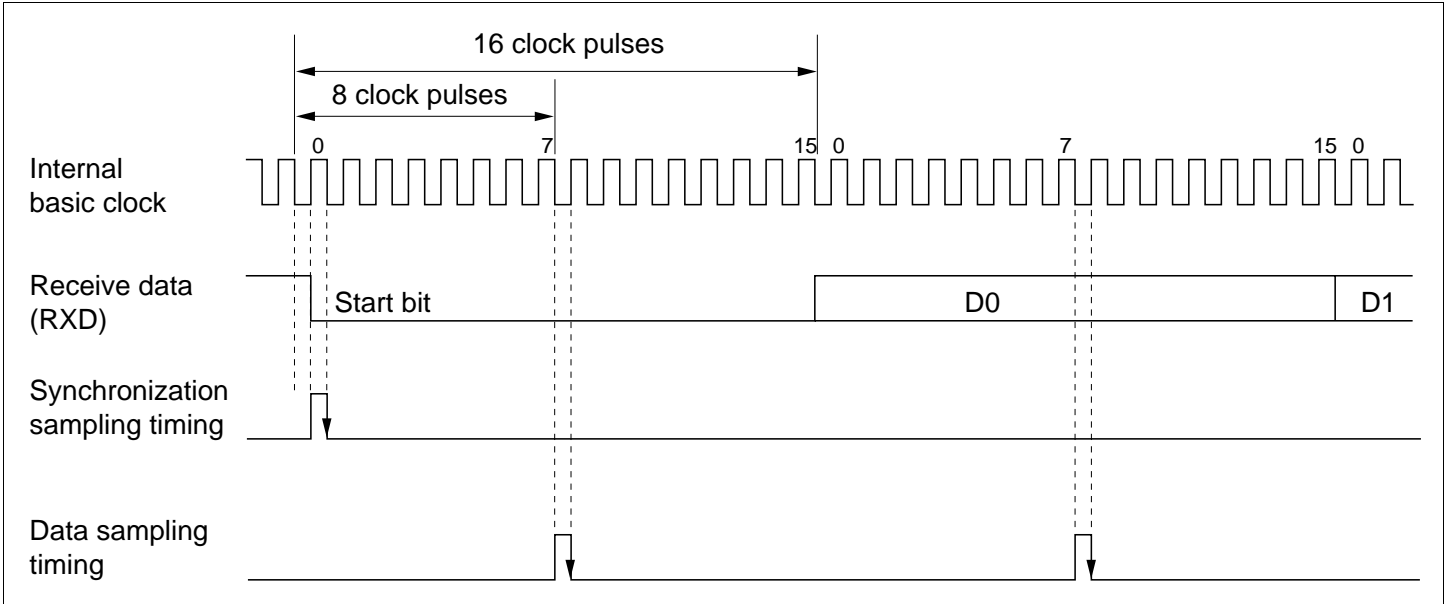 16 clock pulses
8 clock pulses
0 7 15 0 7 15 0
Internal
basic clock
Receive data
(RXD)
Start bit D0 D1
Synchronization
sampling timing
Data sampling
timing